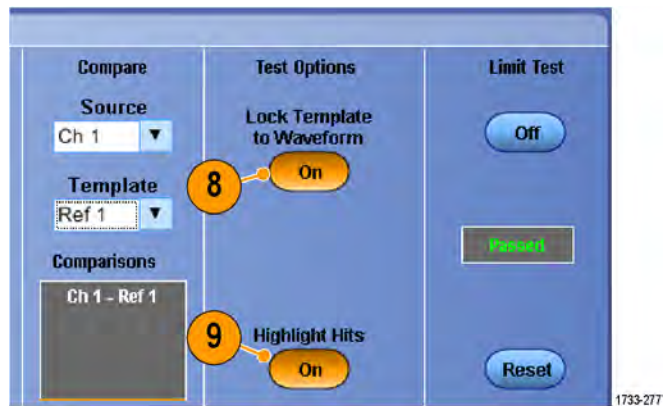 Compare
Source
Ch 1
Template
Ref 1
Comparisons
Ch 1 - Ref 1
Test Options
Lock Template
to Waveform
8
On
9
Highlight Hits
On
Limit Test
Off
Passed
Reset
1733-277